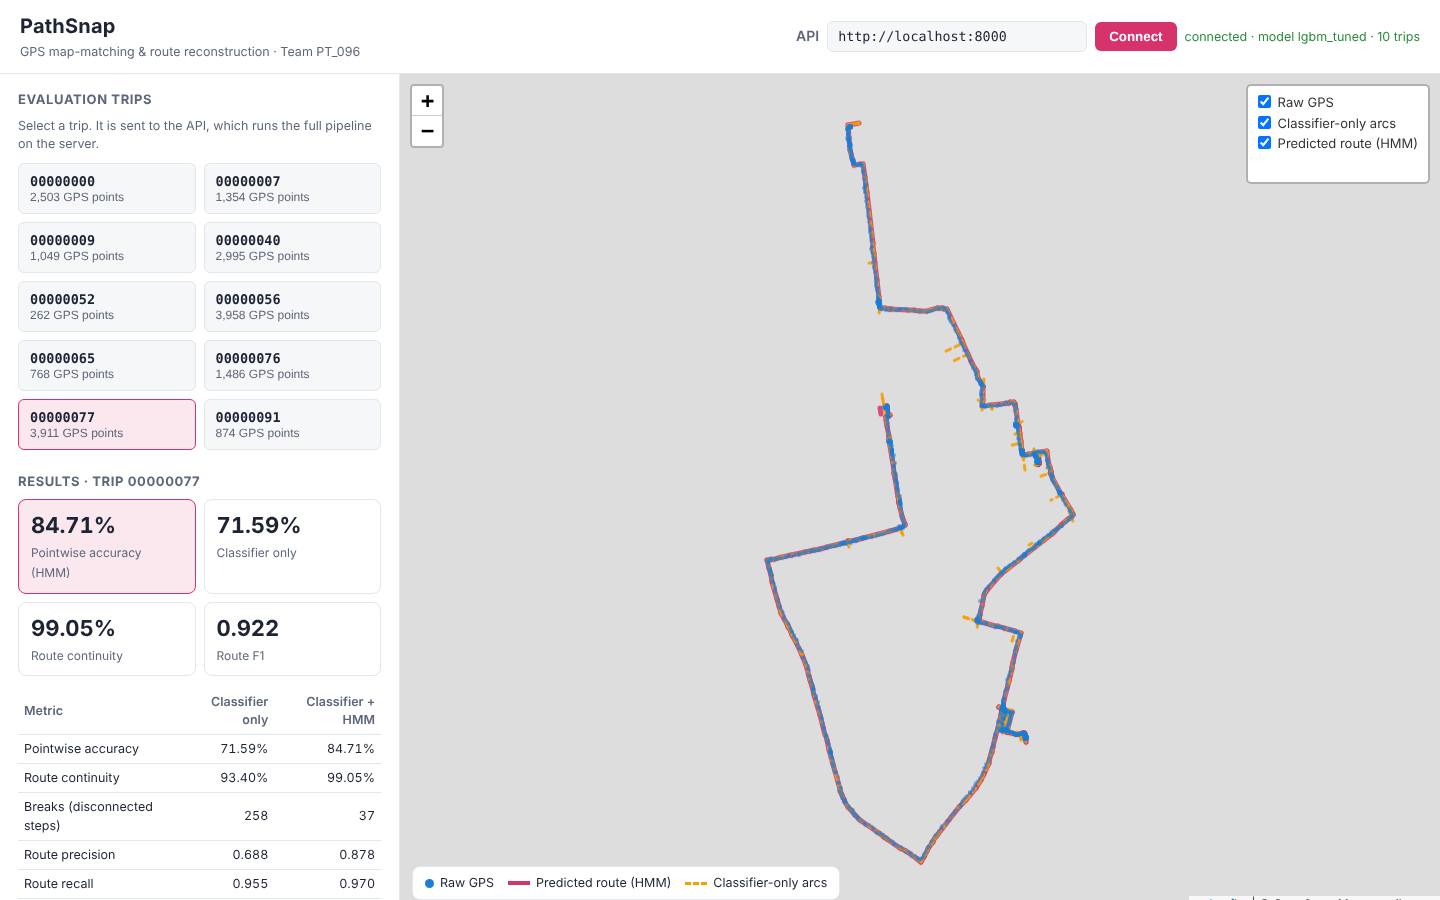 PathSnap
GPS map-matching & route reconstruction · Team PT_096
API
http://localhost:8000
Connect
connected · model lgbm_tuned · 10 trips
EVALUATION TRIPS
Select a trip. It is sent to the API, which runs the full pipeline
on the server.
00000000
2,503 GPS points
00000007
1,354 GPS points
00000009
1,049 GPS points
00000040
2,995 GPS points
00000052
262 GPS points
00000056
3,958 GPS points
00000065
768 GPS points
00000076
1,486 GPS points
00000077
3,911 GPS points
00000091
874 GPS points
RESULTS · TRIP 00000077
84.71%
Pointwise accuracy
(HMM)
71.59%
Classifier only
99.05%
Route continuity
0.922
Route F1
Metric
Classifier
only
Classifier +
HMM
Pointwise accuracy 71.59% 84.71%
Route continuity 93.40% 99.05%
Breaks (disconnected
steps) 258 37
Route precision 0.688 0.878
Route recall 0.955 0.970
+
−
Raw GPS
Classifier-only arcs
Predicted route (HMM)
Raw GPS
Predicted route (HMM)
Classifier-only arcs